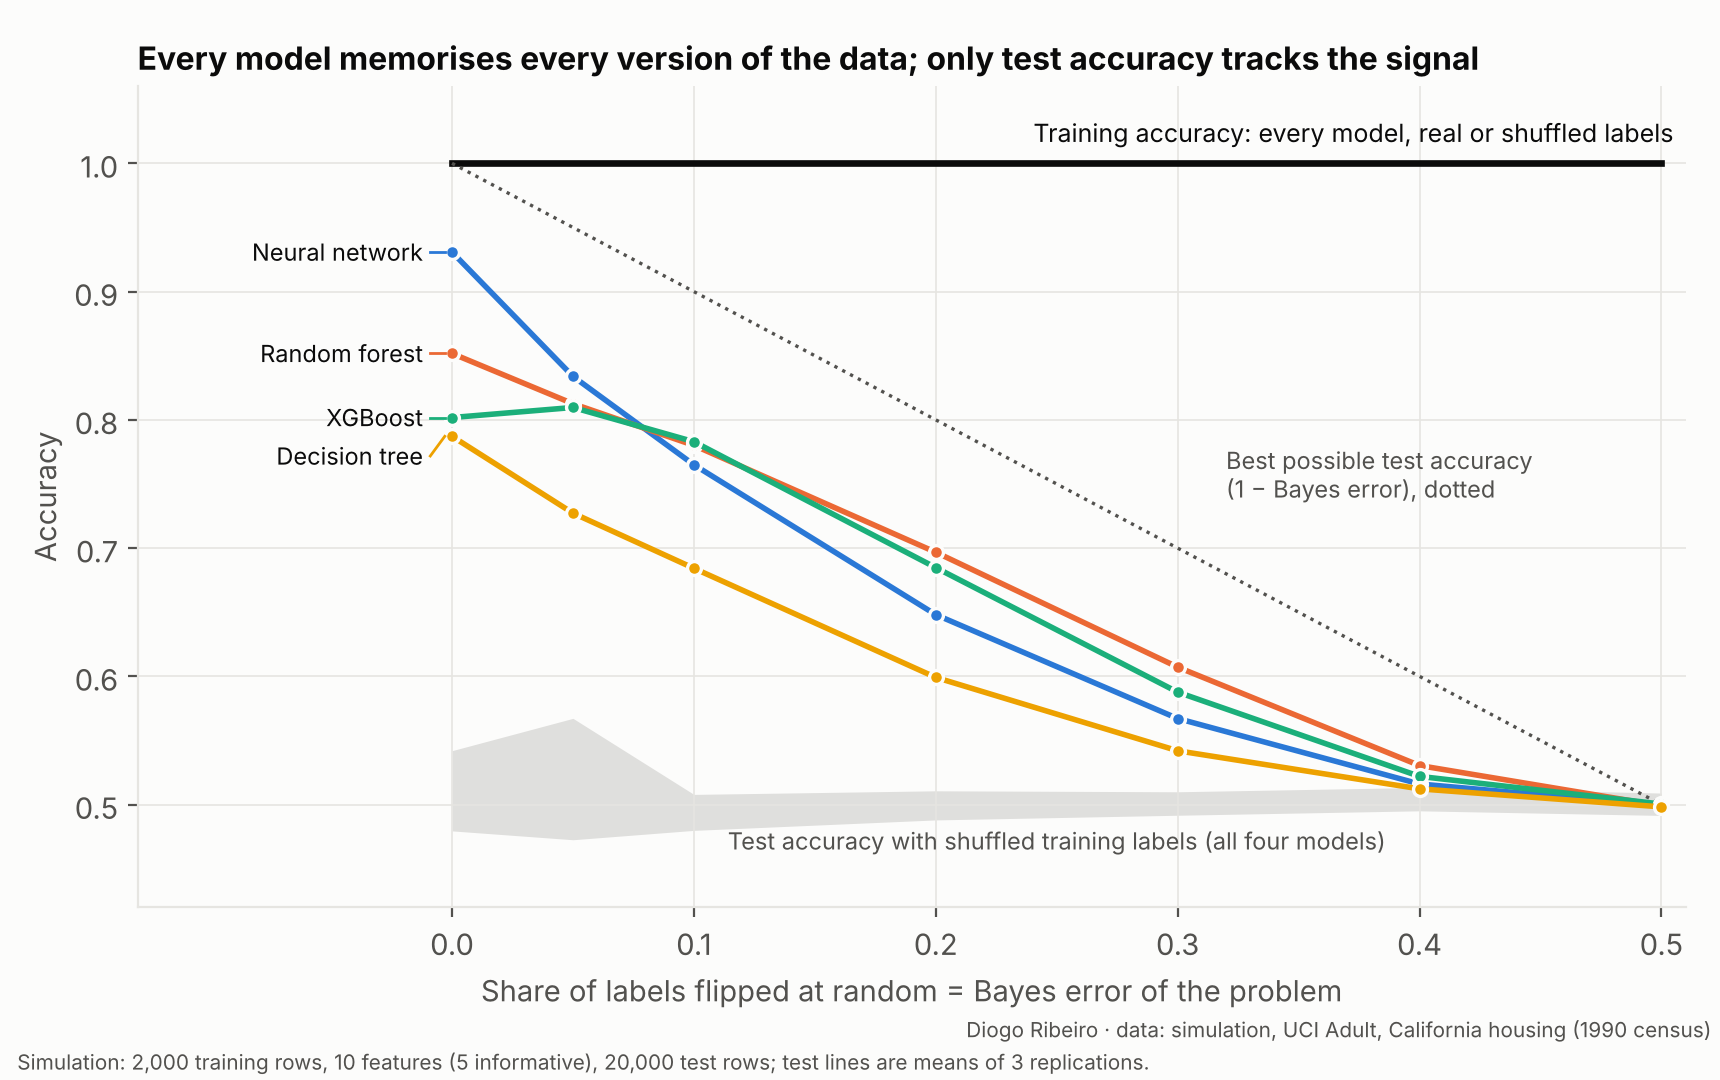 Every model memorises every version of the data; only test accuracy tracks the signal
Training accuracy: every model, real or shuffled labels
1.0
Neural network
0.9
Random forest
XGBoost
0.8
Decision tree
Best possible test accuracy
(1 − Bayes error), dotted
Accuracy
0.7
0.6
0.5
Test accuracy with shuffled training labels (all four models)
0.0 0.1 0.2 0.3 0.4 0.5
Share of labels flipped at random = Bayes error of the problem
Diogo Ribeiro · data: simulation, UCI Adult, California housing (1990 census)
Simulation: 2,000 training rows, 10 features (5 informative), 20,000 test rows; test lines are means of 3 replications.